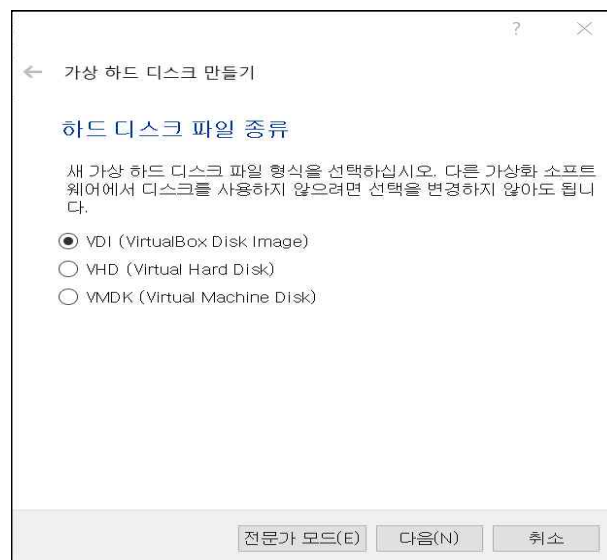 ?
가상 하드 디스크 만들기
하드 디스크 파일 종류
새 가상 하드 디스크 파일 형식을 선택하십시오. 다른 가상화 소프트
웨어에서 디스크를 사용하지 않으려면 선택을 변경하지 않아도 됩니
다.
VDI (VirtualBox Disk Image)
VHD (Virtual Hard Disk)
VMDK (Virtual Machine Disk)
전문가 모드(E) 다음(N) 취소